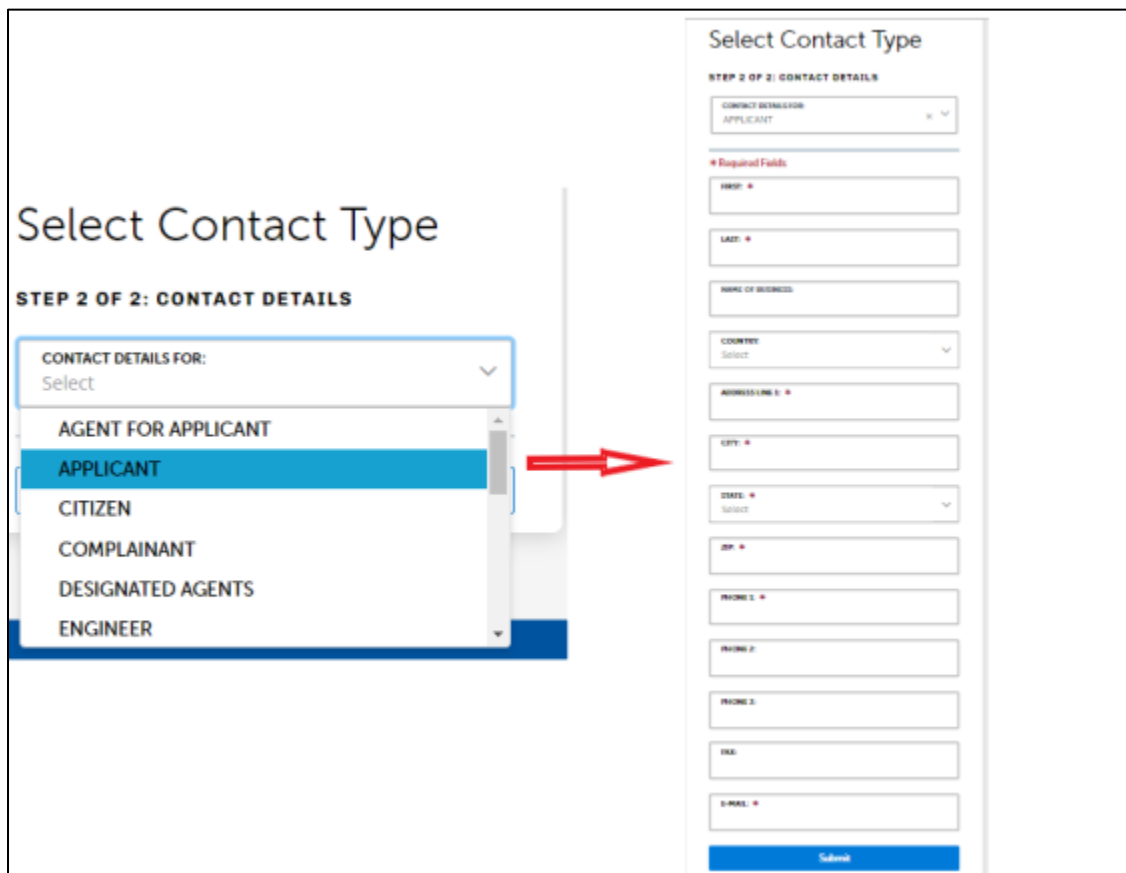 Select Contact Type
STEP 2 OF 2: CONTACT DETAILS
CONTACT DETAILS FOR:
Select
AGENT FOR APPLICANT
APPLICANT
CITIZEN
COMPLAINANT
DESIGNATED AGENTS
ENGINEER
Select Contact Type
STEP 2 OF 2: CONTACT DETAILS
CONTACT DETAILS FOR:
APPLICANT
* Required Fields
FIRST: *
LAST: *
NAME OF BUSINESS:
COUNTRY:
Select
ADDRESS LINE 1: *
CITY: *
STATE: *
Select
ZIP: *
PHONE 1: *
PHONE 2:
PHONE 3:
FAX:
E-MAIL: *
Submit